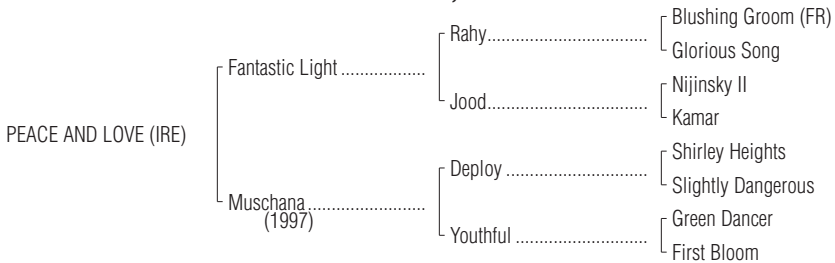 Blushing Groom (FR)
Rahy
Glorious Song
Fantastic Light
Nijinsky II
Jood
Kamar
PEACE AND LOVE (IRE)
Shirley Heights
Deploy
Slightly Dangerous
Muschana
(1997)
Green Dancer
Youthful
First Bloom